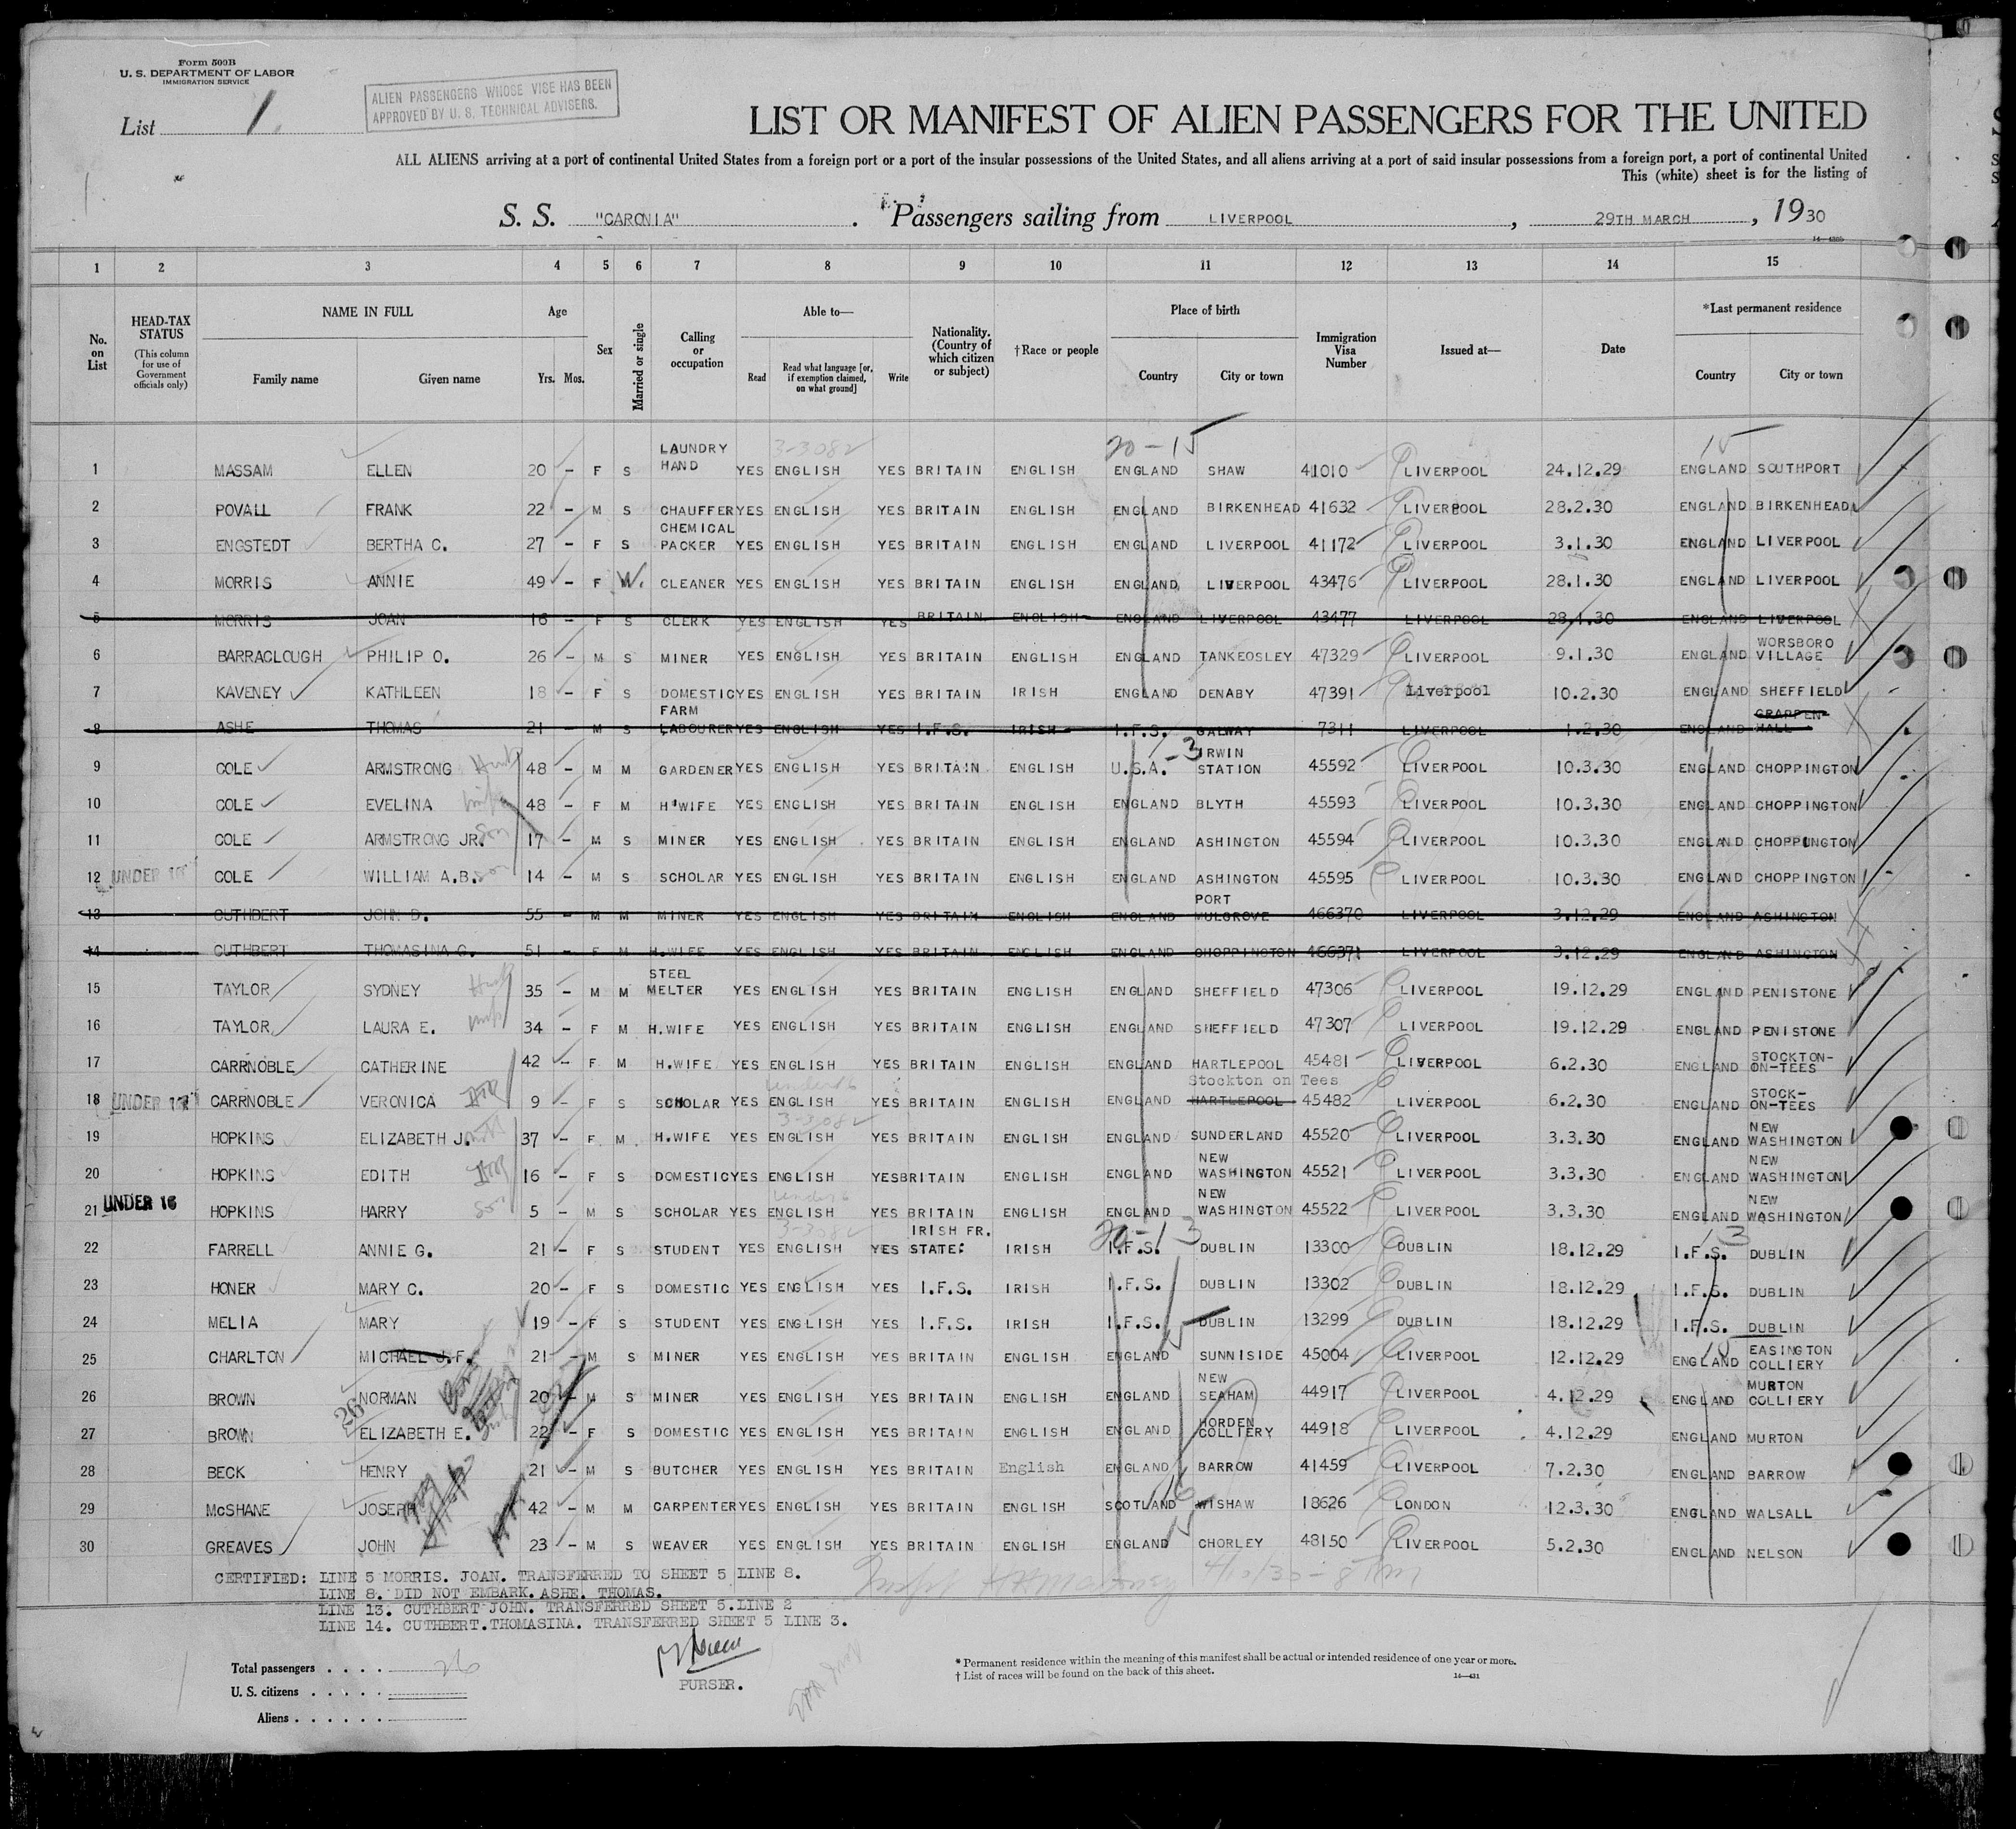 Form 500B
U. S. DEPARTMENT OF LABOR
IMMIGRATION SERVICE
ALIEN PASSENGERS WHOSE VISE HAS BEEN
APPROVED BY U. S. TECHNICAL ADVISERS.
List 1.
LIST OR MANIFEST OF ALIEN PASSENGERS FOR THE UNITED
ALL ALIENS arriving at a port of continental United States from a foreign port or a port of the insular possessions of the United States, and all aliens arriving at a port of said insular possessions from a foreign port, a port of continental United
This (white) sheet is for the listing of
S. S. "CARONIA" . Passengers sailing from LIVERPOOL , 29TH MARCH , 1930
1 2 3 4 5 6 7 8 9 10 11 12 13 14 15
No. on List HEAD-TAX STATUS (This column for use of Government officials only) NAME IN FULL Family name Given name Age Yrs. Mos. Sex Married or single Calling or occupation Able to— Read Read what language [or, if exemption claimed, on what ground] Write Nationality. (Country of which citizen or subject) †Race or people Place of birth Country City or town Immigration Visa Number Issued at— Date *Last permanent residence Country City or town
3-3082 20-15 15
1 MASSAM ELLEN 20 - F S LAUNDRY HAND YES ENGLISH YES BRITAIN ENGLISH ENGLAND SHAW 41010 LIVERPOOL 24.12.29 ENGLAND SOUTHPORT
2 POVALL FRANK 22 - M S CHAUFFER YES ENGLISH YES BRITAIN ENGLISH ENGLAND BIRKENHEAD 41632 LIVERPOOL 28.2.30 ENGLAND BIRKENHEAD
3 ENGSTEDT BERTHA C. 27 - F S CHEMICAL PACKER YES ENGLISH YES BRITAIN ENGLISH ENGLAND LIVERPOOL 41172 LIVERPOOL 3.1.30 ENGLAND LIVERPOOL
4 MORRIS ANNIE 49 - F W. CLEANER YES ENGLISH YES BRITAIN ENGLISH ENGLAND LIVERPOOL 43476 LIVERPOOL 28.1.30 ENGLAND LIVERPOOL
5 MORRIS JOAN 16 - F S CLERK YES ENGLISH YES BRITAIN ENGLISH ENGLAND LIVERPOOL 43477 LIVERPOOL 28.1.30 ENGLAND LIVERPOOL
6 BARRACLOUGH PHILIP O. 26 - M S MINER YES ENGLISH YES BRITAIN ENGLISH ENGLAND TANKEOSLEY 47329 LIVERPOOL 9.1.30 ENGLAND WORSBORO VILLAGE
7 KAVENEY KATHLEEN 18 - F S DOMESTIC YES ENGLISH YES BRITAIN IRISH ENGLAND DENABY 47391 Liverpool 10.2.30 ENGLAND SHEFFIELD
8 ASHE THOMAS 21 - M S FARM LABOURER YES ENGLISH YES I.F.S. IRISH I.F.S. GALWAY 7311 LIVERPOOL 1.2.30 ENGLAND GRAPPEN-HALL
9 COLE ARMSTRONG Husb 48 - M M GARDENER YES ENGLISH YES BRITAIN ENGLISH U.S.A. IRWIN STATION 45592 LIVERPOOL 10.3.30 ENGLAND CHOPPINGTON
10 COLE EVELINA wife 48 - F M H'WIFE YES ENGLISH YES BRITAIN ENGLISH ENGLAND BLYTH 45593 LIVERPOOL 10.3.30 ENGLAND CHOPPINGTON
11 COLE ARMSTRONG JR. son 17 - M S MINER YES ENGLISH YES BRITAIN ENGLISH ENGLAND ASHINGTON 45594 LIVERPOOL 10.3.30 ENGLAND CHOPPINGTON
12 UNDER 16 COLE WILLIAM A.B. son 14 - M S SCHOLAR YES ENGLISH YES BRITAIN ENGLISH ENGLAND ASHINGTON 45595 LIVERPOOL 10.3.30 ENGLAND CHOPPINGTON
13 CUTHBERT JOHN D. 55 - M M MINER YES ENGLISH YES BRITAIN ENGLISH ENGLAND PORT MULGROVE 466370 LIVERPOOL 3.12.29 ENGLAND ASHINGTON
14 CUTHBERT THOMASINA G. 51 - F M H.WIFE YES ENGLISH YES BRITAIN ENGLISH ENGLAND CHOPPINGTON 466371 LIVERPOOL 3.12.29 ENGLAND ASHINGTON
15 TAYLOR SYDNEY Husb 35 - M M STEEL MELTER YES ENGLISH YES BRITAIN ENGLISH ENGLAND SHEFFIELD 47306 LIVERPOOL 19.12.29 ENGLAND PENISTONE
16 TAYLOR LAURA E. wife 34 - F M H.WIFE YES ENGLISH YES BRITAIN ENGLISH ENGLAND SHEFFIELD 47307 LIVERPOOL 19.12.29 ENGLAND PENISTONE
17 CARRNOBLE CATHERINE 42 - F M H.WIFE YES ENGLISH YES BRITAIN ENGLISH ENGLAND HARTLEPOOL 45481 LIVERPOOL 6.2.30 ENGLAND STOCKTON-ON-TEES
18 UNDER 16 CARRNOBLE VERONICA 9 - F S SCHOLAR YES under 16 ENGLISH YES BRITAIN ENGLISH ENGLAND Stockton on Tees HARTLEPOOL 45482 LIVERPOOL 6.2.30 ENGLAND STOCK-ON-TEES
19 HOPKINS ELIZABETH J. 37 - F M H.WIFE YES 3-3082 ENGLISH YES BRITAIN ENGLISH ENGLAND SUNDERLAND 45520 LIVERPOOL 3.3.30 ENGLAND NEW WASHINGTON
20 HOPKINS EDITH 16 - F S DOMESTIC YES ENGLISH YES BRITAIN ENGLISH ENGLAND NEW WASHINGTON 45521 LIVERPOOL 3.3.30 ENGLAND NEW WASHINGTON
21 UNDER 16 HOPKINS HARRY son 5 - M S SCHOLAR YES under 16 ENGLISH YES BRITAIN ENGLISH ENGLAND NEW WASHINGTON 45522 LIVERPOOL 3.3.30 ENGLAND NEW WASHINGTON
22 FARRELL ANNIE G. 21 - F S STUDENT YES 3-3082 ENGLISH YES IRISH FR. STATE: IRISH I.F.S. DUBLIN 13300 DUBLIN 18.12.29 I.F.S. DUBLIN
23 HONER MARY C. 20 - F S DOMESTIC YES ENGLISH YES I.F.S. IRISH I.F.S. DUBLIN 13302 DUBLIN 18.12.29 I.F.S. DUBLIN
24 MELIA MARY 19 - F S STUDENT YES ENGLISH YES I.F.S. IRISH I.F.S. DUBLIN 13299 DUBLIN 18.12.29 I.F.S. DUBLIN
25 CHARLTON MICHAEL J.F. 21 - M S MINER YES ENGLISH YES BRITAIN ENGLISH ENGLAND SUNNISIDE 45004 LIVERPOOL 12.12.29 ENGLAND EASINGTON COLLIERY
26 BROWN NORMAN 20 - M S MINER YES ENGLISH YES BRITAIN ENGLISH ENGLAND NEW SEAHAM 44917 LIVERPOOL 4.12.29 ENGLAND MURTON COLLIERY
27 BROWN ELIZABETH E. 22 - F S DOMESTIC YES ENGLISH YES BRITAIN ENGLISH ENGLAND HORDEN COLLIERY 44918 LIVERPOOL 4.12.29 ENGLAND MURTON
28 BECK HENRY 21 - M S BUTCHER YES ENGLISH YES BRITAIN English ENGLAND BARROW 41459 LIVERPOOL 7.2.30 ENGLAND BARROW
29 McSHANE JOSEPH 42 - M M CARPENTER YES ENGLISH YES BRITAIN ENGLISH SCOTLAND WISHAW 18626 LONDON 12.3.30 ENGLAND WALSALL
30 GREAVES JOHN 23 - M S WEAVER YES ENGLISH YES BRITAIN ENGLISH ENGLAND CHORLEY 48150 LIVERPOOL 5.2.30 ENGLAND NELSON
CERTIFIED: LINE 5 MORRIS. JOAN. TRANSFERRED TO SHEET 5 LINE 8.
LINE 8. DID NOT EMBARK. ASHE. THOMAS.
LINE 13. CUTHBERT JOHN. TRANSFERRED SHEET 5.LINE 2
LINE 14. CUTHBERT.THOMASINA. TRANSFERRED SHEET 5 LINE 3.
PURSER.
Total passengers . . . . 26
U. S. citizens . . . . .
Aliens . . . . . .
* Permanent residence within the meaning of this manifest shall be actual or intended residence of one year or more.
† List of races will be found on the back of this sheet.
14—431